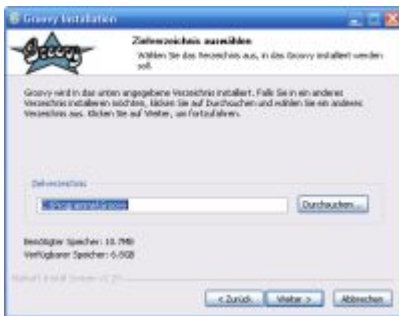 Groovy Installation
Groovy
Zielverzeichnis auswählen
Wählen Sie das Verzeichnis aus, in das Groovy installiert werden
soll.
Groovy wird in das unten angegebene Verzeichnis installiert. Falls Sie in ein anderes
Verzeichnis installieren möchten, klicken Sie auf Durchsuchen und wählen Sie ein anderes
Verzeichnis aus. Klicken Sie auf Weiter, um fortzufahren.
Zielverzeichnis
C:\Programme\Groovy
Durchsuchen...
Benötigter Speicher: 10.7MB
Verfügbarer Speicher: 6.6GB
< Zurück
Weiter >
Abbrechen